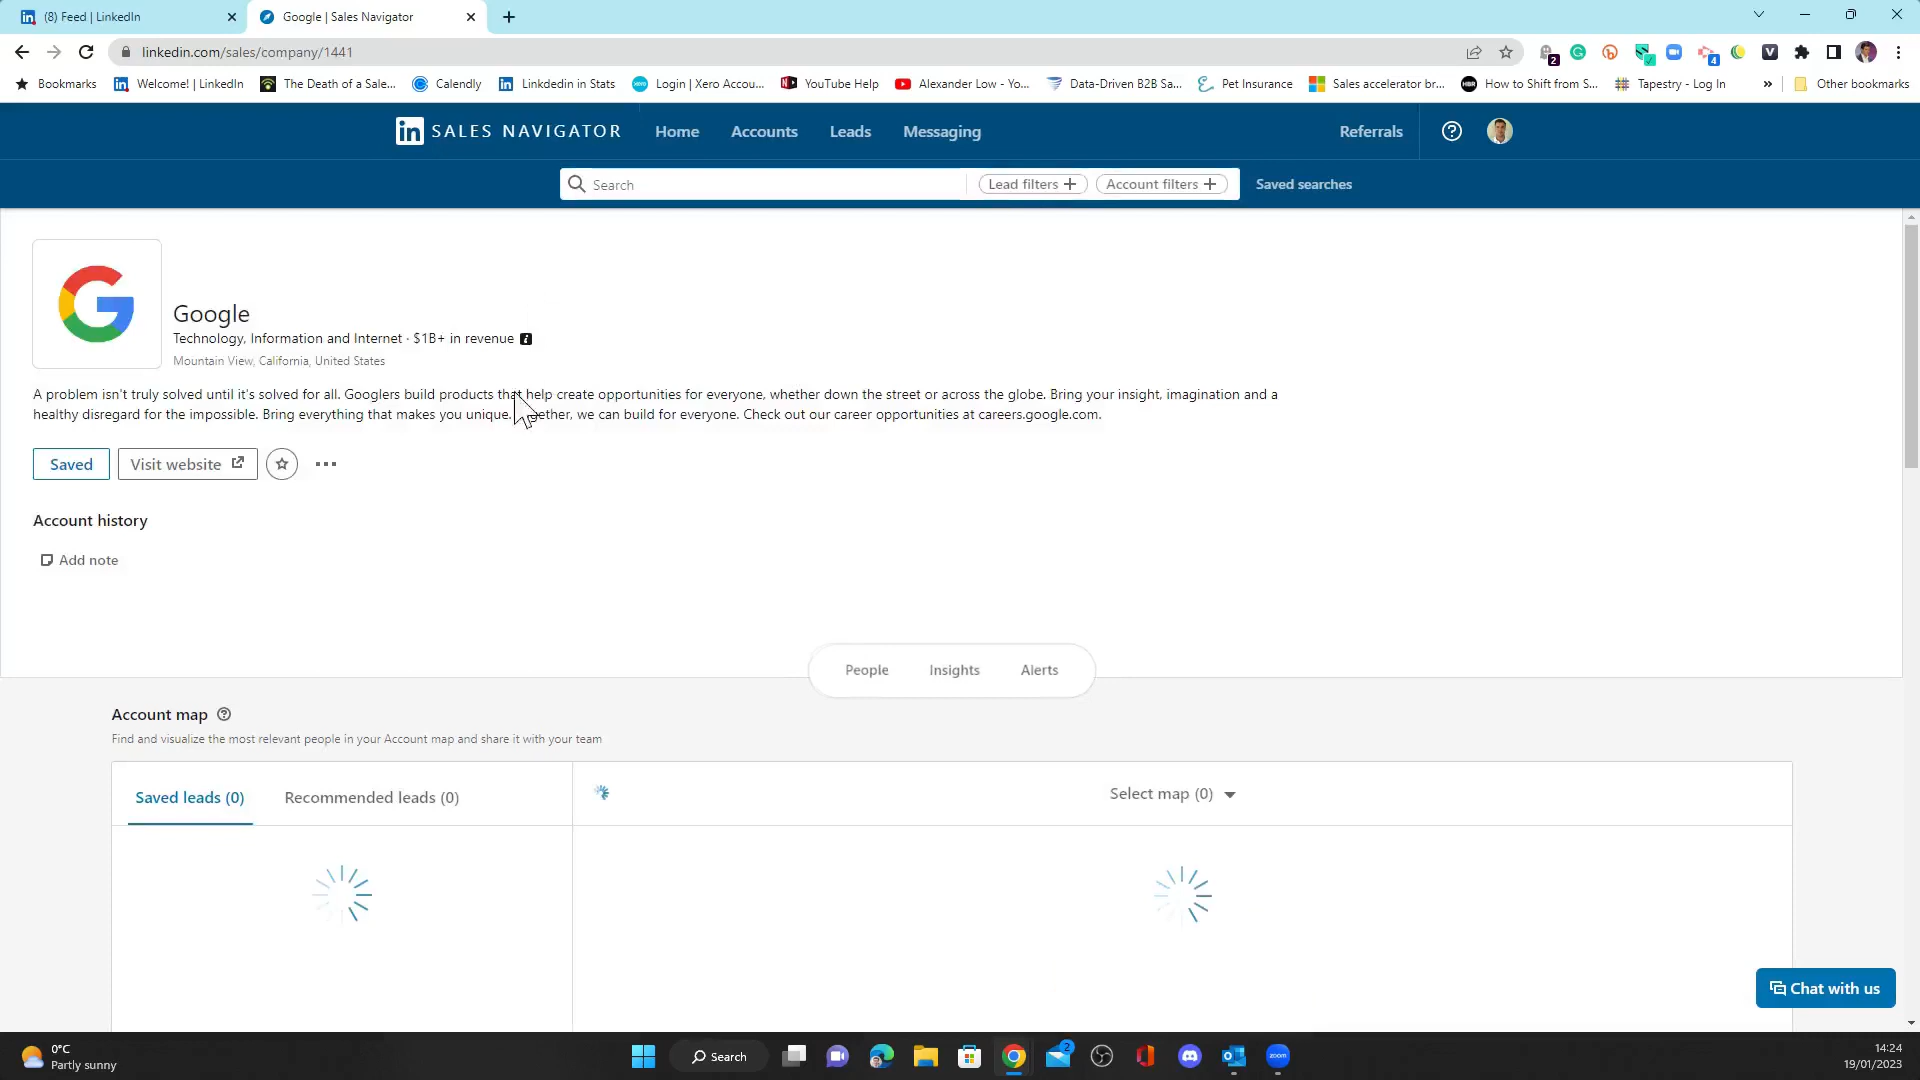 (8) Feed | LinkedIn
Google | Sales Navigator
linkedin.com/sales/company/1441
2
4
Bookmarks
Welcome! | LinkedIn
The Death of a Sale...
Calendly
Linkdedin in Stats
Login | Xero Accou...
YouTube Help
Alexander Low - Yo...
Data-Driven B2B Sa...
Pet Insurance
Sales accelerator br...
How to Shift from S...
Tapestry - Log In
Other bookmarks
in SALES NAVIGATOR
Home
Accounts
Leads
Messaging
Referrals
Search
Lead filters +
Account filters +
Saved searches
Google
Technology, Information and Internet · $1B+ in revenue
Mountain View, California, United States
A problem isn't truly solved until it's solved for all. Googlers build products that help create opportunities for everyone, whether down the street or across the globe. Bring your insight, imagination and a
healthy disregard for the impossible. Bring everything that makes you unique. Together, we can build for everyone. Check out our career opportunities at careers.google.com.
Saved
Visit website
Account history
Add note
People
Insights
Alerts
Account map
Find and visualize the most relevant people in your Account map and share it with your team
Saved leads (0)
Recommended leads (0)
Select map (0)
Chat with us
0°C
Partly sunny
Search
2
zoom
14:24
19/01/2023